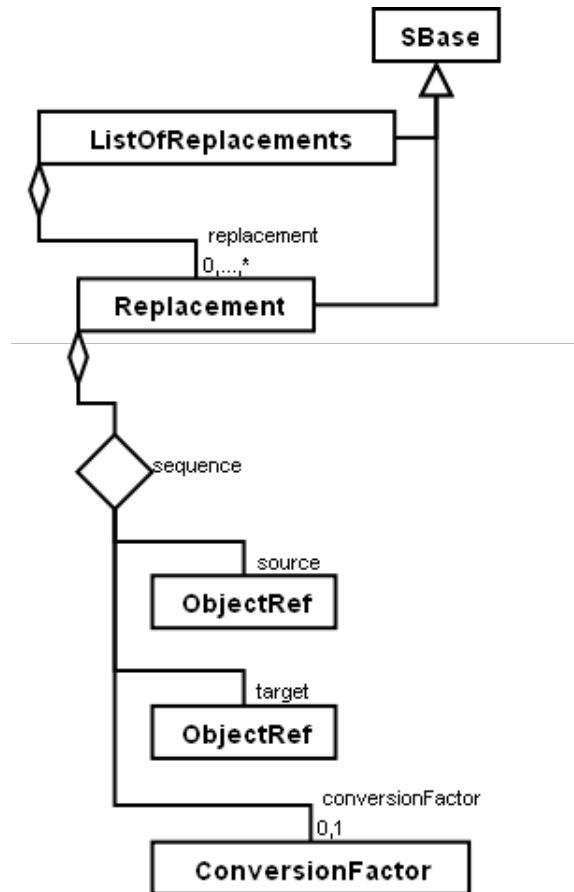 SBase
ListOfReplacements
replacement
0,...,*
Replacement
sequence
source
ObjectRef
target
ObjectRef
conversionFactor
0,1
ConversionFactor